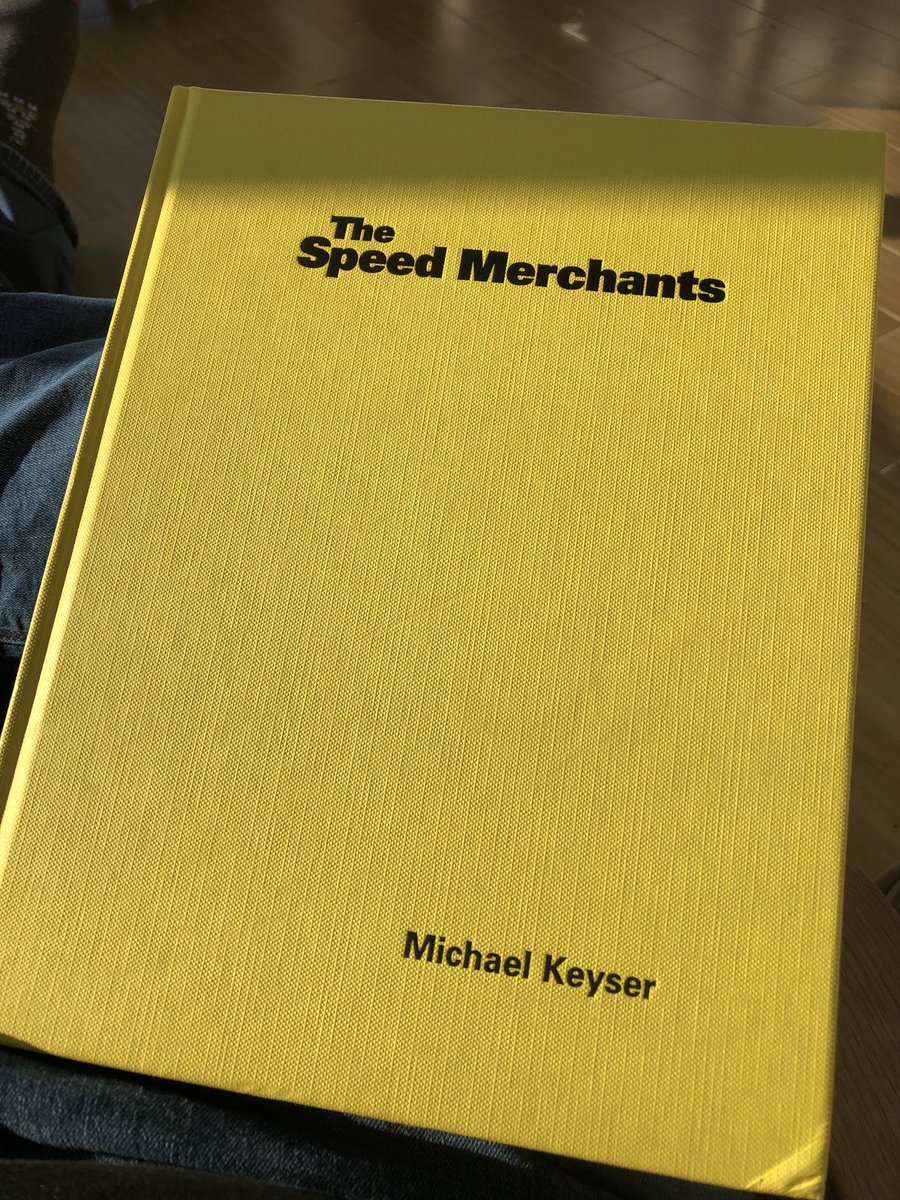 The
Speed Merchants
Michael Keyser